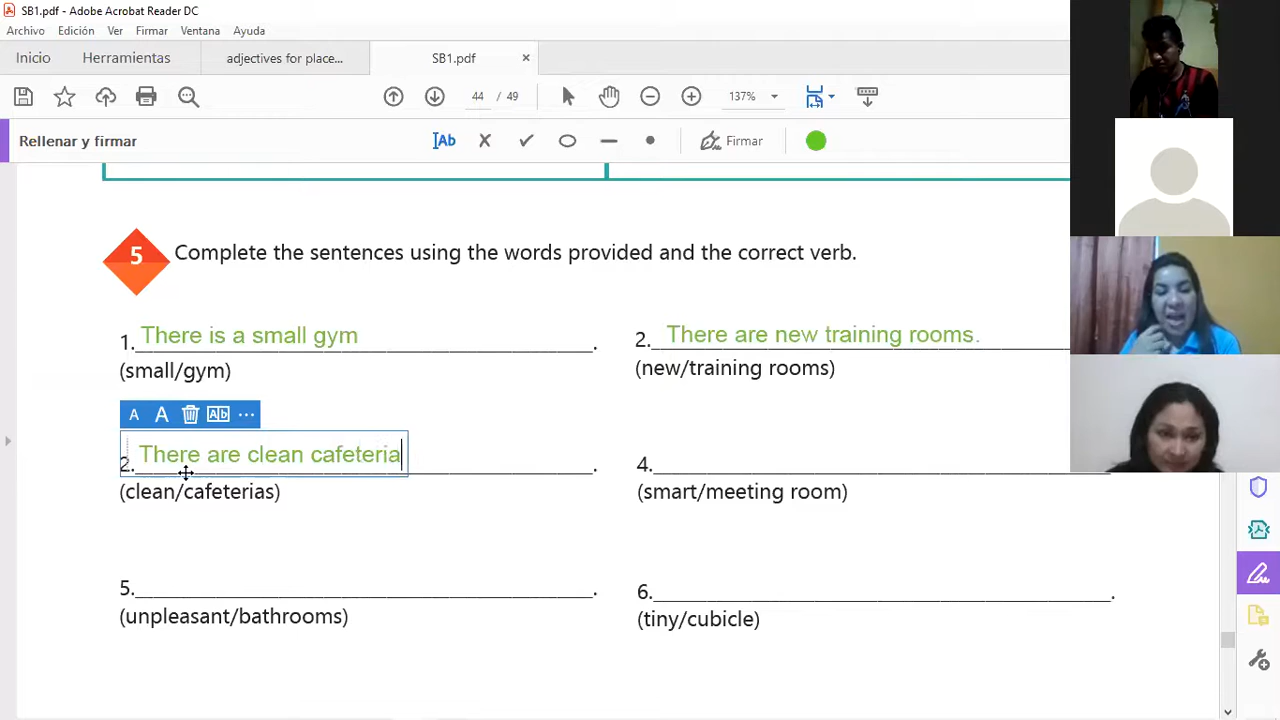 SB1.pdf - Adobe Acrobat Reader DC
Archivo Edición Ver Firmar Ventana Ayuda
Inicio Herramientas adjectives for place... SB1.pdf ×
44 / 49 137%
Rellenar y firmar Ab Firmar
5 Complete the sentences using the words provided and the correct verb.
1. There is a small gym .
(small/gym)
2. There are new training rooms.
(new/training rooms)
A A Ab ...
2. There are clean cafeteria .
(clean/cafeterias)
4. .
(smart/meeting room)
5. .
(unpleasant/bathrooms)
6. .
(tiny/cubicle)